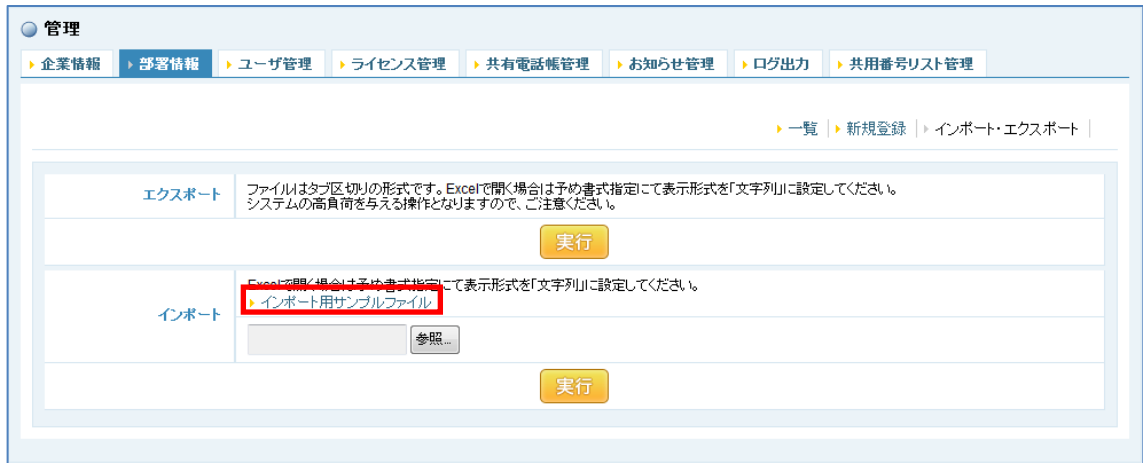 管理
企業情報 部署情報 ユーザ管理 ライセンス管理 共有電話帳管理 お知らせ管理 ログ出力 共用番号リスト管理
一覧 新規登録 インポート・エクスポート
エクスポート
ファイルはタブ区切りの形式です。Excelで開く場合は予め書式指定にて表示形式を「文字列」に設定してください。
システムの高負荷を与える操作となりますので、ご注意ください。
実行
インポート
Excelで開く場合は予め書式指定にて表示形式を「文字列」に設定してください。
インポート用サンプルファイル
参照...
実行